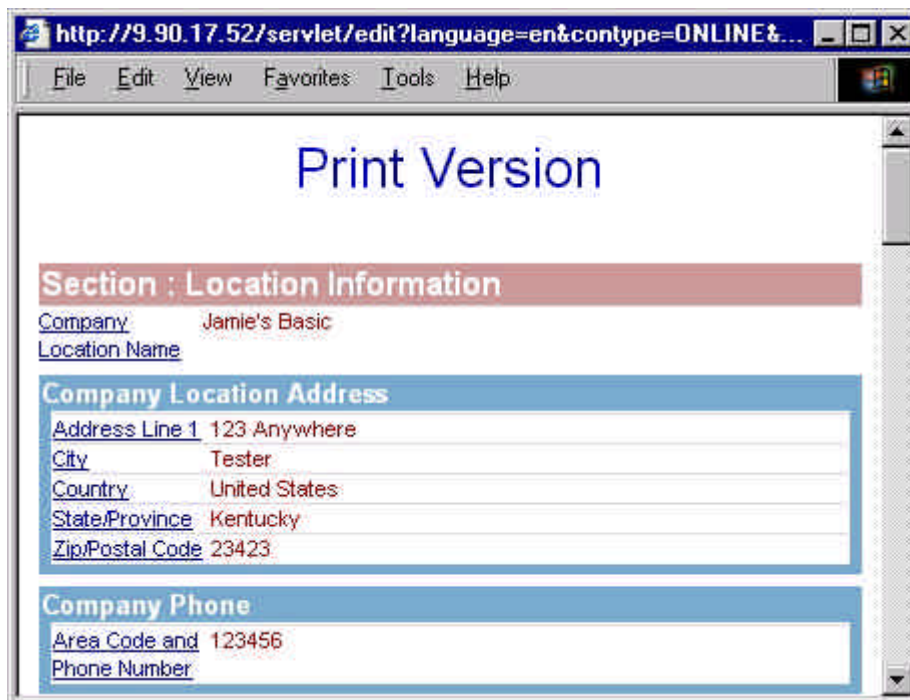 http://9.90.17.52/servlet/edit?language=en&contype=ONLINE&...
File Edit View Favorites Tools Help
Print Version
Section : Location Information
Company Jamie's Basic
Location Name
Company Location Address
Address Line 1 123 Anywhere
City Tester
Country United States
State/Province Kentucky
Zip/Postal Code 23423
Company Phone
Area Code and 123456
Phone Number